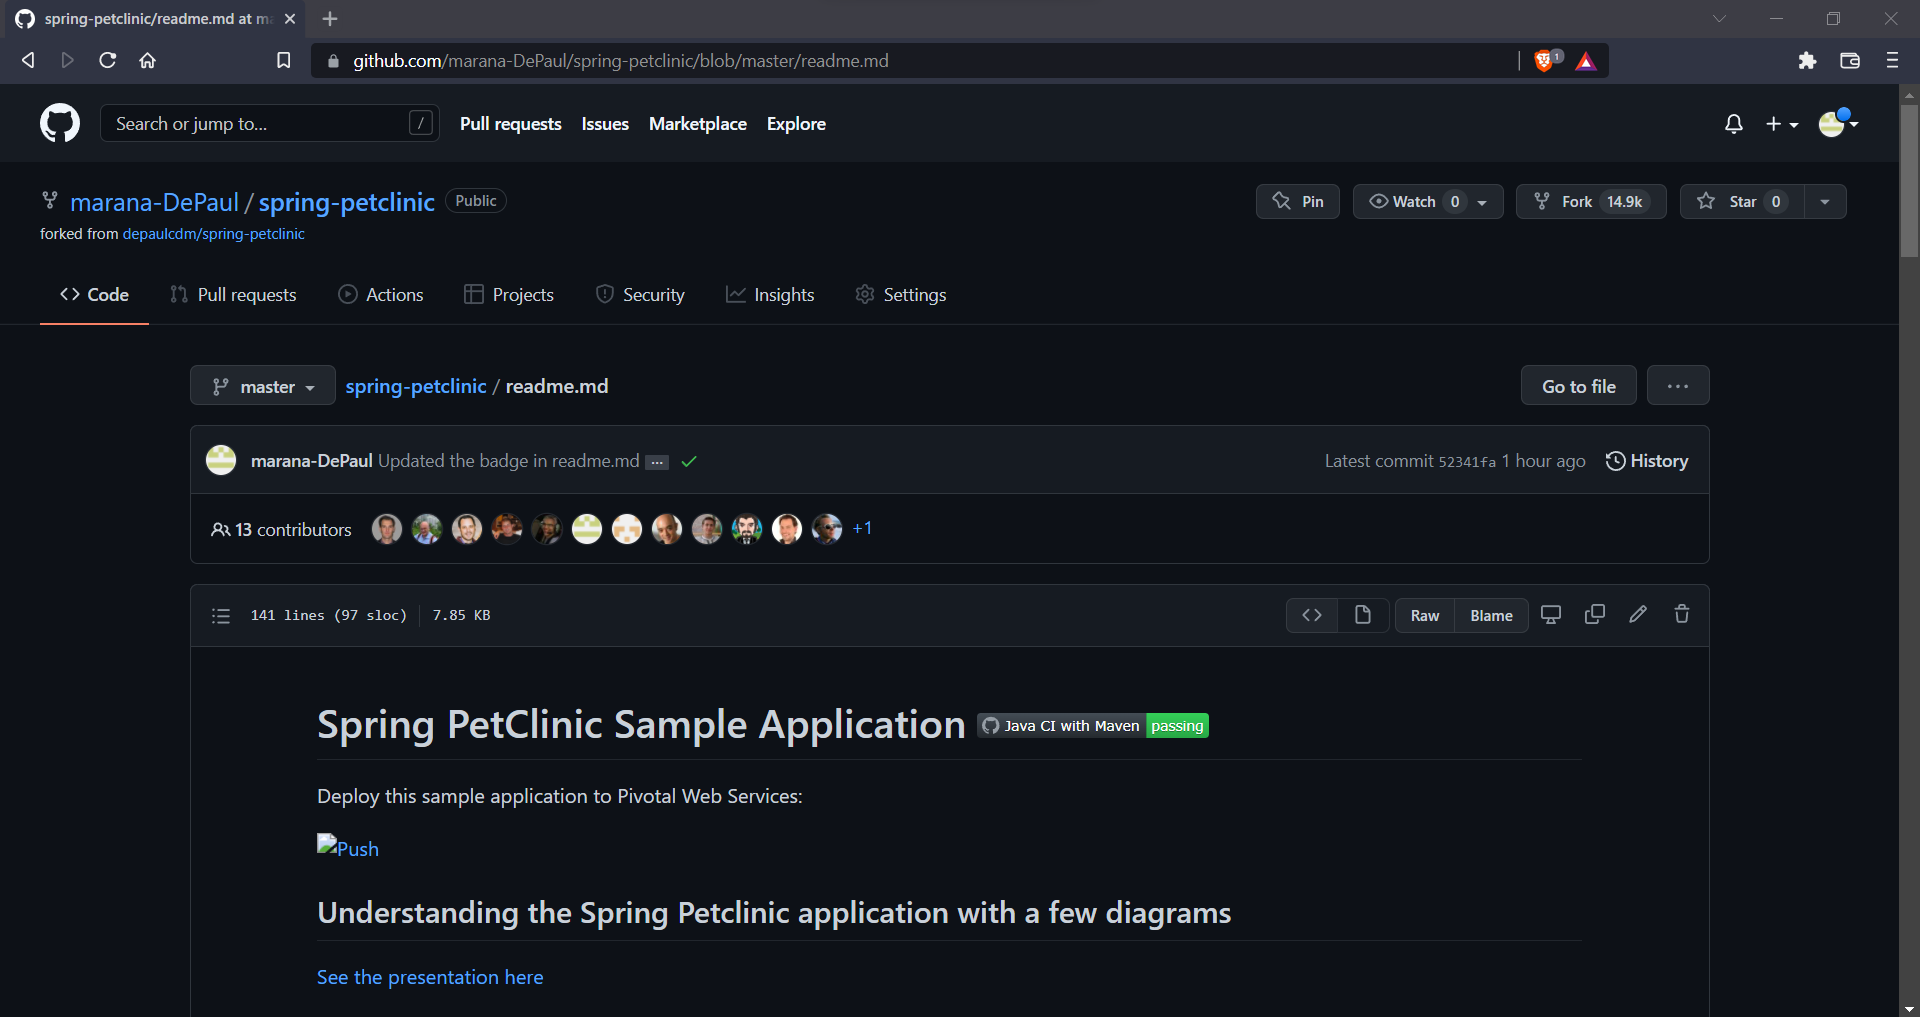 spring-petclinic/readme.md at ma
github.com/marana-DePaul/spring-petclinic/blob/master/readme.md
1
Search or jump to...
/
Pull requests
Issues
Marketplace
Explore
marana-DePaul / spring-petclinic
Public
Pin
Watch 0
Fork 14.9k
Star 0
forked from depaulcdm/spring-petclinic
Code
Pull requests
Actions
Projects
Security
Insights
Settings
master
spring-petclinic / readme.md
Go to file
...
marana-DePaul Updated the badge in readme.md ...
Latest commit 52341fa 1 hour ago
History
13 contributors
+1
141 lines (97 sloc)
7.85 KB
Raw
Blame
Spring PetClinic Sample Application
Java CI with Maven passing
Deploy this sample application to Pivotal Web Services:
Push
Understanding the Spring Petclinic application with a few diagrams
See the presentation here